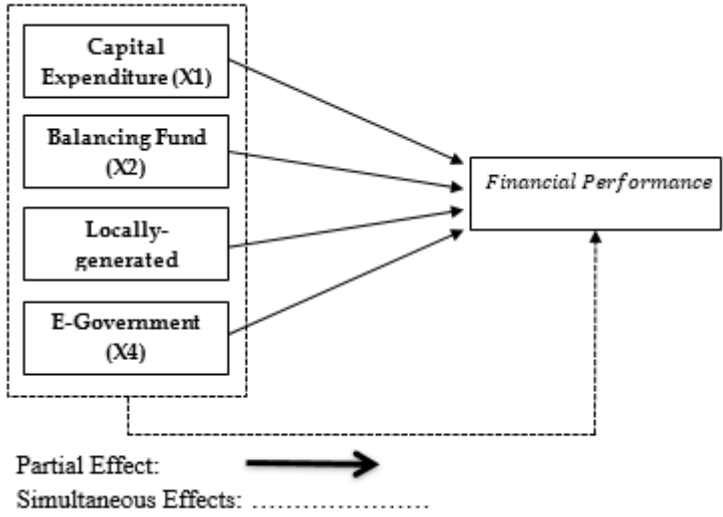 Capital
Expenditure (X1)
Balancing Fund
(X2)
Locally-
generated
E-Government
(X4)
Financial Performance
Partial Effect:
Simultaneous Effects: .....................